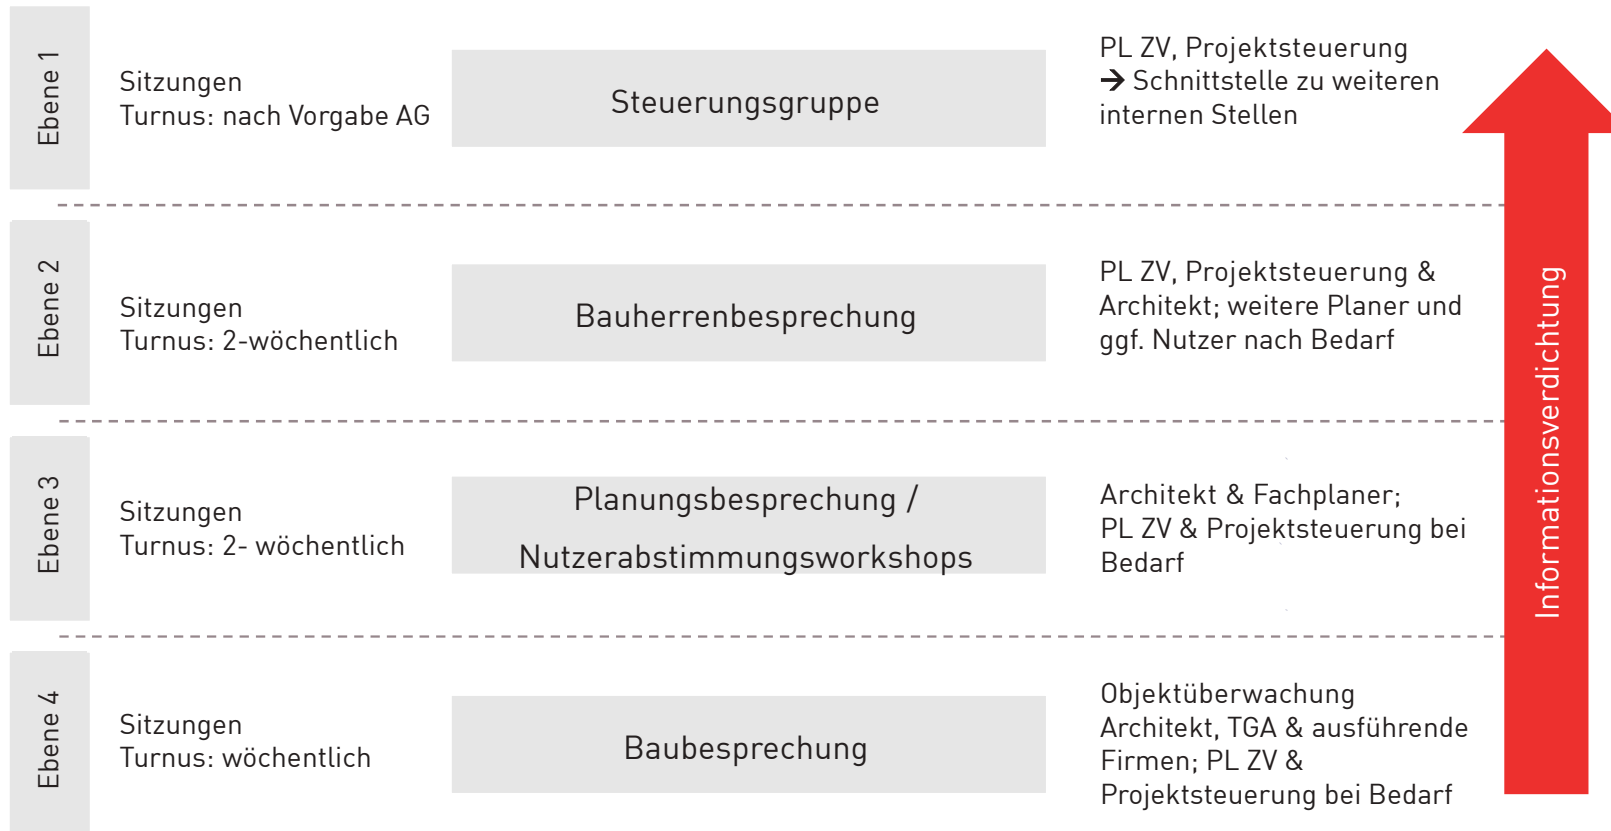 Ebene 1
Sitzungen
Turnus: nach Vorgabe AG
Steuerungsgruppe
PL ZV, Projektsteuerung
→ Schnittstelle zu weiteren
internen Stellen
Ebene 2
Sitzungen
Turnus: 2-wöchentlich
Bauherrenbesprechung
PL ZV, Projektsteuerung &
Architekt; weitere Planer und
ggf. Nutzer nach Bedarf
Ebene 3
Sitzungen
Turnus: 2- wöchentlich
Planungsbesprechung /
Nutzerabstimmungsworkshops
Architekt & Fachplaner;
PL ZV & Projektsteuerung bei
Bedarf
Ebene 4
Sitzungen
Turnus: wöchentlich
Baubesprechung
Objektüberwachung
Architekt, TGA & ausführende
Firmen; PL ZV &
Projektsteuerung bei Bedarf
Informationsverdichtung